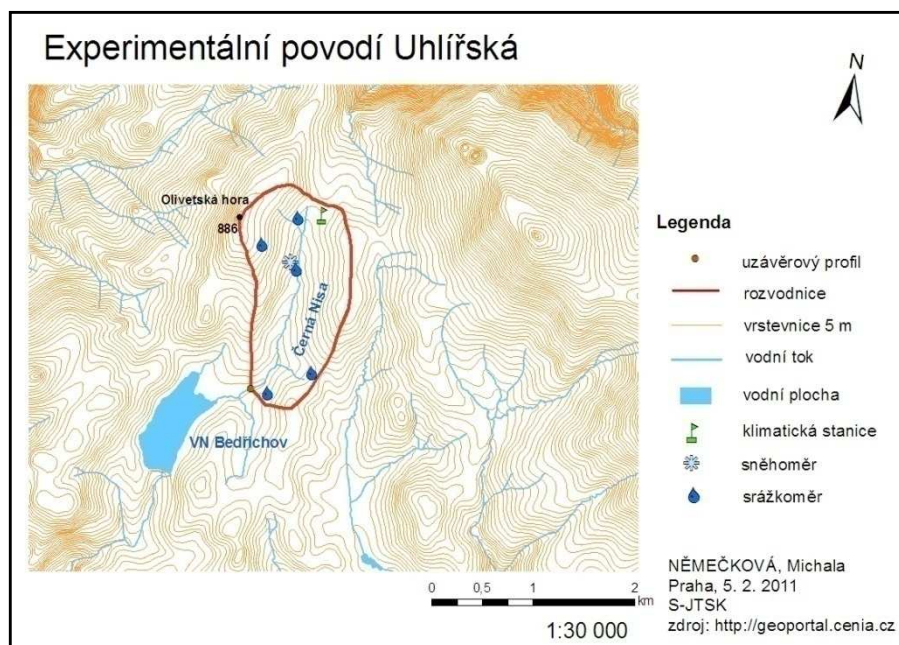 Experimentální povodí Uhlířská
N
Olivetská hora
886
Černá Nisa
VN Bedřichov
Legenda
uzávěrový profil
rozvodnice
vrstevnice 5 m
vodní tok
vodní plocha
klimatická stanice
sněhoměr
srážkoměr
0 0,5 1 2
km
1:30 000
NĚMEČKOVÁ, Michala
Praha, 5. 2. 2011
S-JTSK
zdroj: http://geoportal.cenia.cz